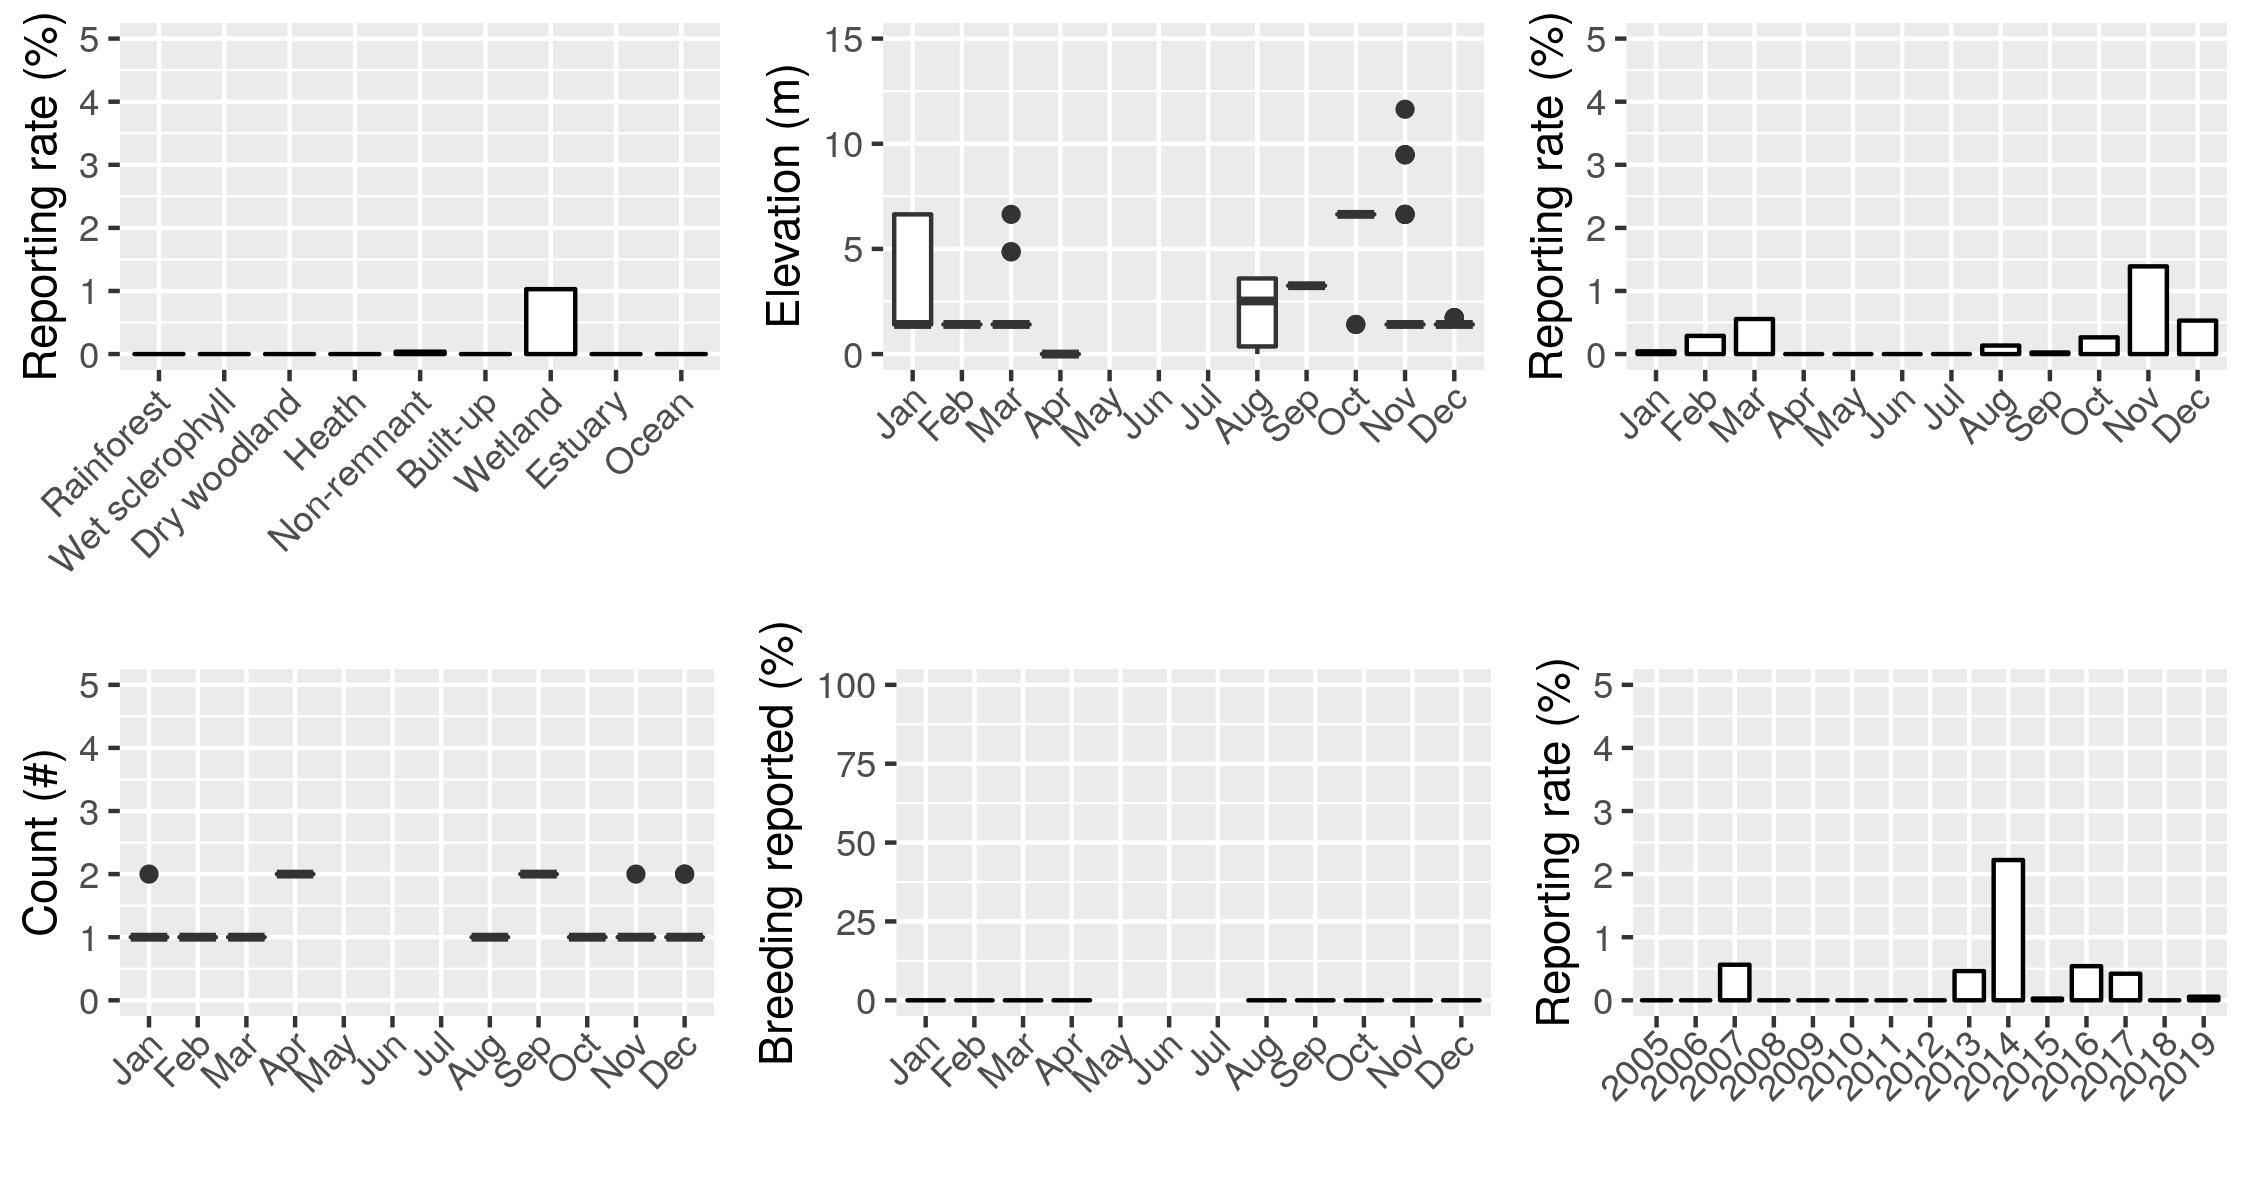 Reporting rate (%)
5
4
3
2
1
0
Rainforest
Wet sclerophyll
Dry woodland
Heath
Non-remnant
Built-up
Wetland
Estuary
Ocean
Elevation (m)
15
10
5
0
Jan
Feb
Mar
Apr
May
Jun
Jul
Aug
Sep
Oct
Nov
Dec
Reporting rate (%)
5
4
3
2
1
0
Jan
Feb
Mar
Apr
May
Jun
Jul
Aug
Sep
Oct
Nov
Dec
Count (#)
5
4
3
2
1
0
Jan
Feb
Mar
Apr
May
Jun
Jul
Aug
Sep
Oct
Nov
Dec
Breeding reported (%)
100
75
50
25
0
Jan
Feb
Mar
Apr
May
Jun
Jul
Aug
Sep
Oct
Nov
Dec
Reporting rate (%)
5
4
3
2
1
0
2005
2006
2007
2008
2009
2010
2011
2012
2013
2014
2015
2016
2017
2018
2019